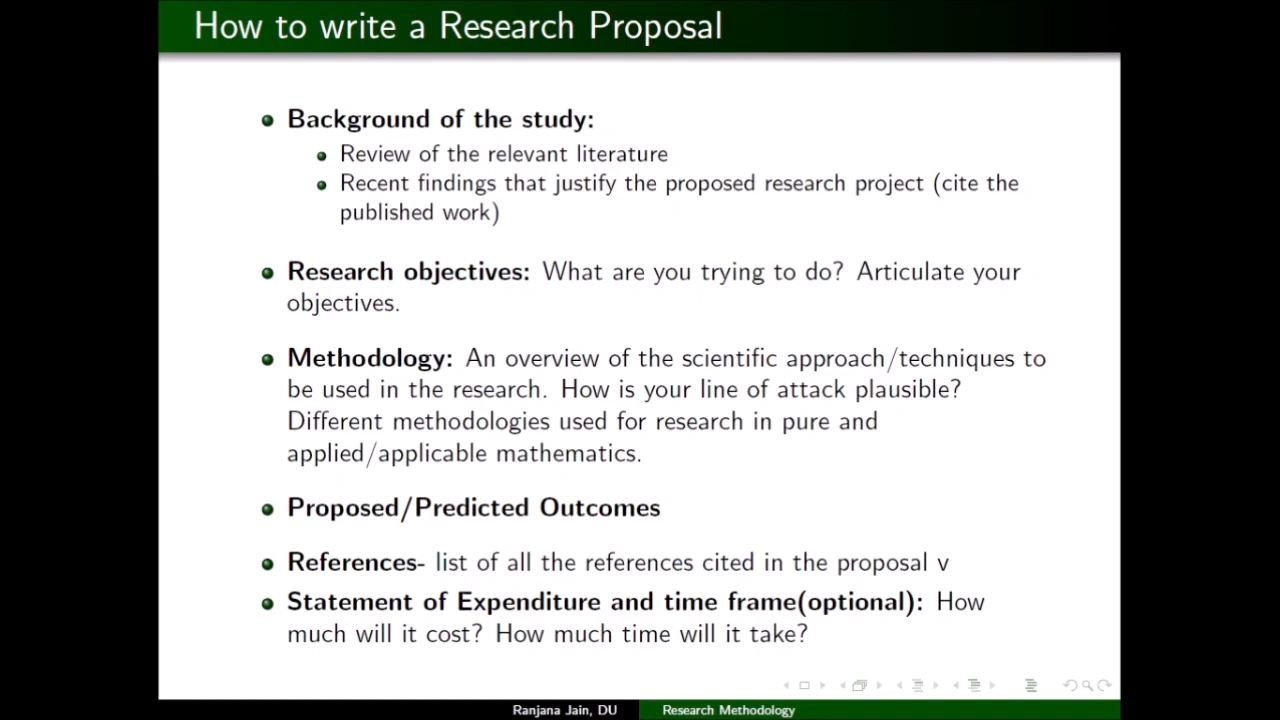 How to write a Research Proposal
Background of the study:
Review of the relevant literature
Recent findings that justify the proposed research project (cite the
published work)
Research objectives: What are you trying to do? Articulate your
objectives.
Methodology: An overview of the scientific approach/techniques to
be used in the research. How is your line of attack plausible?
Different methodologies used for research in pure and
applied/applicable mathematics.
Proposed/Predicted Outcomes
References- list of all the references cited in the proposal v
Statement of Expenditure and time frame(optional): How
much will it cost? How much time will it take?
Ranjana Jain, DU
Research Methodology